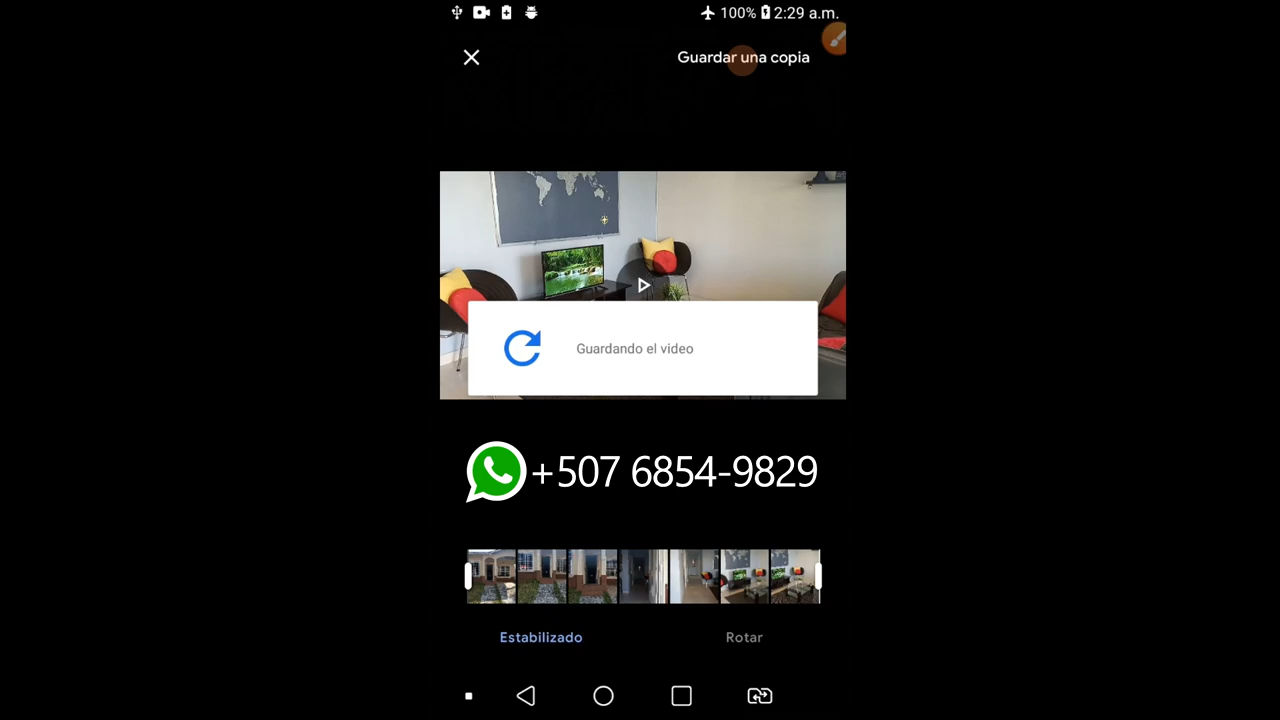 100% 2:29 a.m.
Guardar una copia
Guardando el video
+507 6854-9829
Estabilizado
Rotar